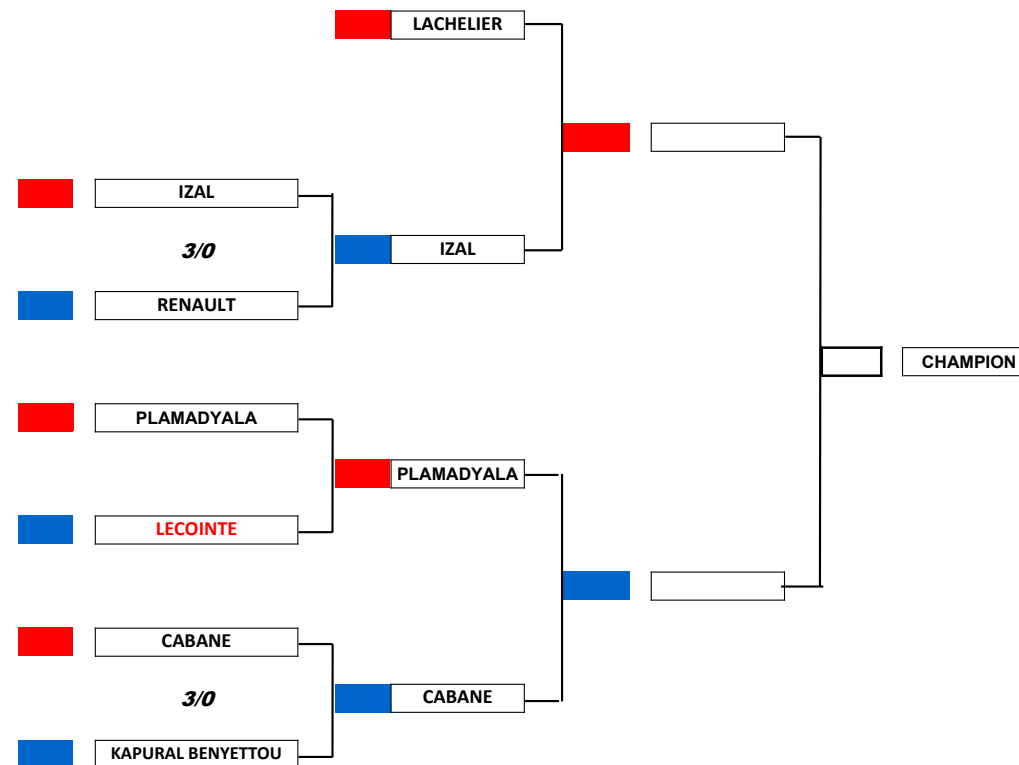 LACHELIER
IZAL
3/0
IZAL
RENAULT
CHAMPION
PLAMADYALA
PLAMADYALA
LECOINTE
CABANE
3/0
CABANE
KAPURAL BENYETTOU